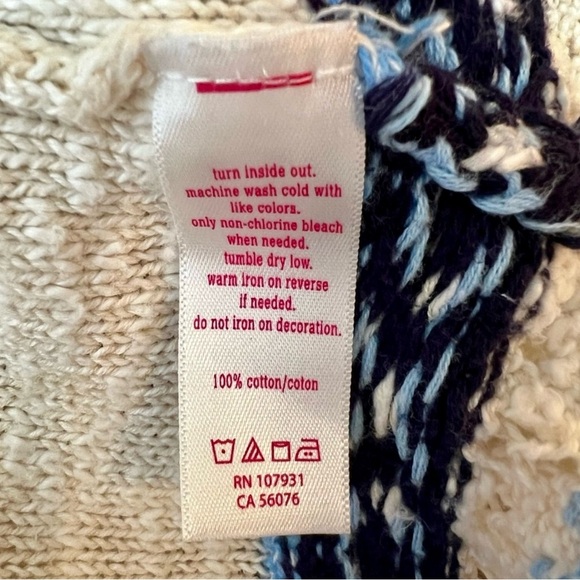 turn inside out.
machine wash cold with
like colors.
only non-chlorine bleach
when needed.
tumble dry low.
warm iron on reverse
if needed.
do not iron on decoration.
100% cotton/coton
RN 107931
CA 56076